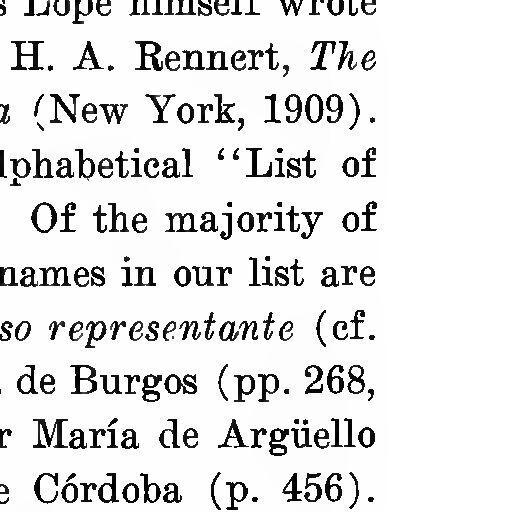 s Lope himself wrote
H. A. Rennert, The
a (New York, 1909).
lphabetical “List of
Of the majority of
names in our list are
so representante (cf.
. de Burgos (pp. 268,
r María de Argüello
e Córdoba (p. 456).